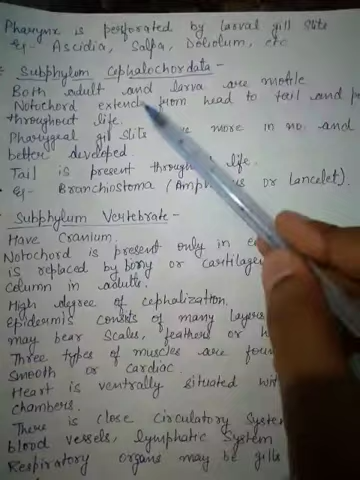 Pharynx is perforated by larval gill slits
Eg- Ascidia, Salpa, Doliolum, etc
Subphylum Cephalochordata-
Both adult and larva are motile
Notochord extends from head to tail and
throughout life.
Pharyngeal gill slits are more in no. and
better developed.
Tail is present life.
Eg- Branchiostoma ( or Lancelet).
Subphylum Vertebrate-
Have Cranium.
Notochord is present only in
is replaced by bony or
column in adults.
High degree of cephalization.
Epidermis consists of many layers
may bear scales, feathers or
Three types of muscles are
smooth or cardiac.
Heart is ventrally situated
chambers.
There is close circulatory
blood vessels, lymphatic system
Respiratory organs may be gills